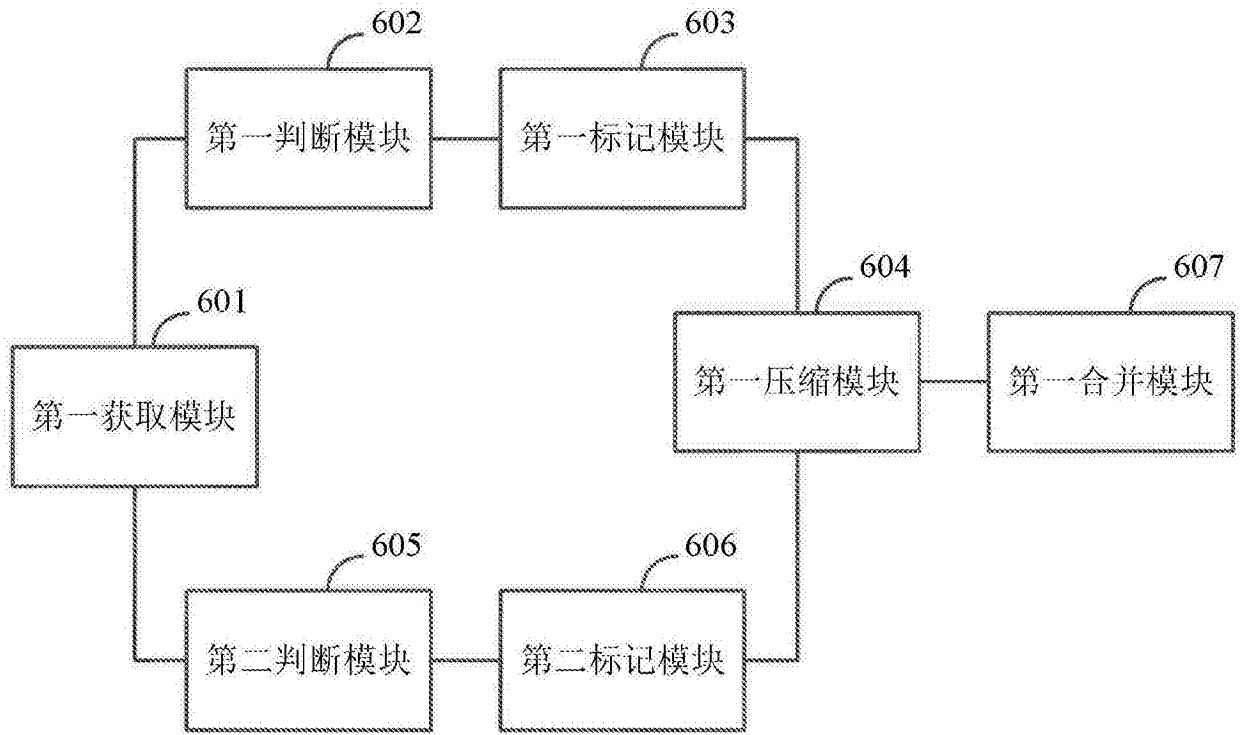 602
603
第一判断模块
第一标记模块
604
607
601
第一压缩模块
第一合并模块
第一获取模块
605
606
第二判断模块
第二标记模块